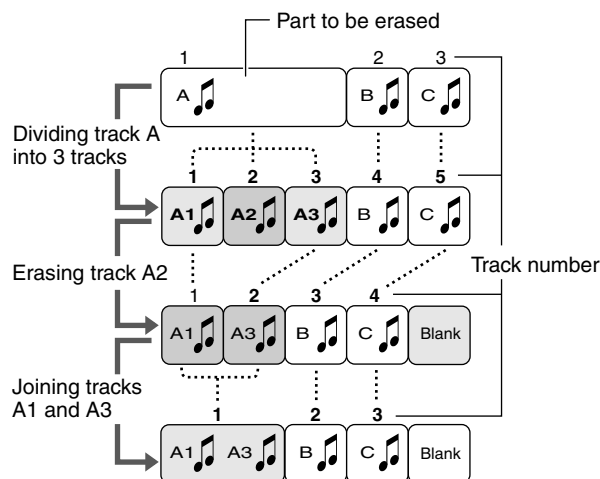 Part to be erased
1 2 3
A B C
Dividing track A
into 3 tracks
1 2 3 4 5
A1 A2 A3 B C
Erasing track A2
Track number
1 2 3 4
A1 A3 B C Blank
Joining tracks
A1 and A3
1 2 3
A1 A3 B C Blank